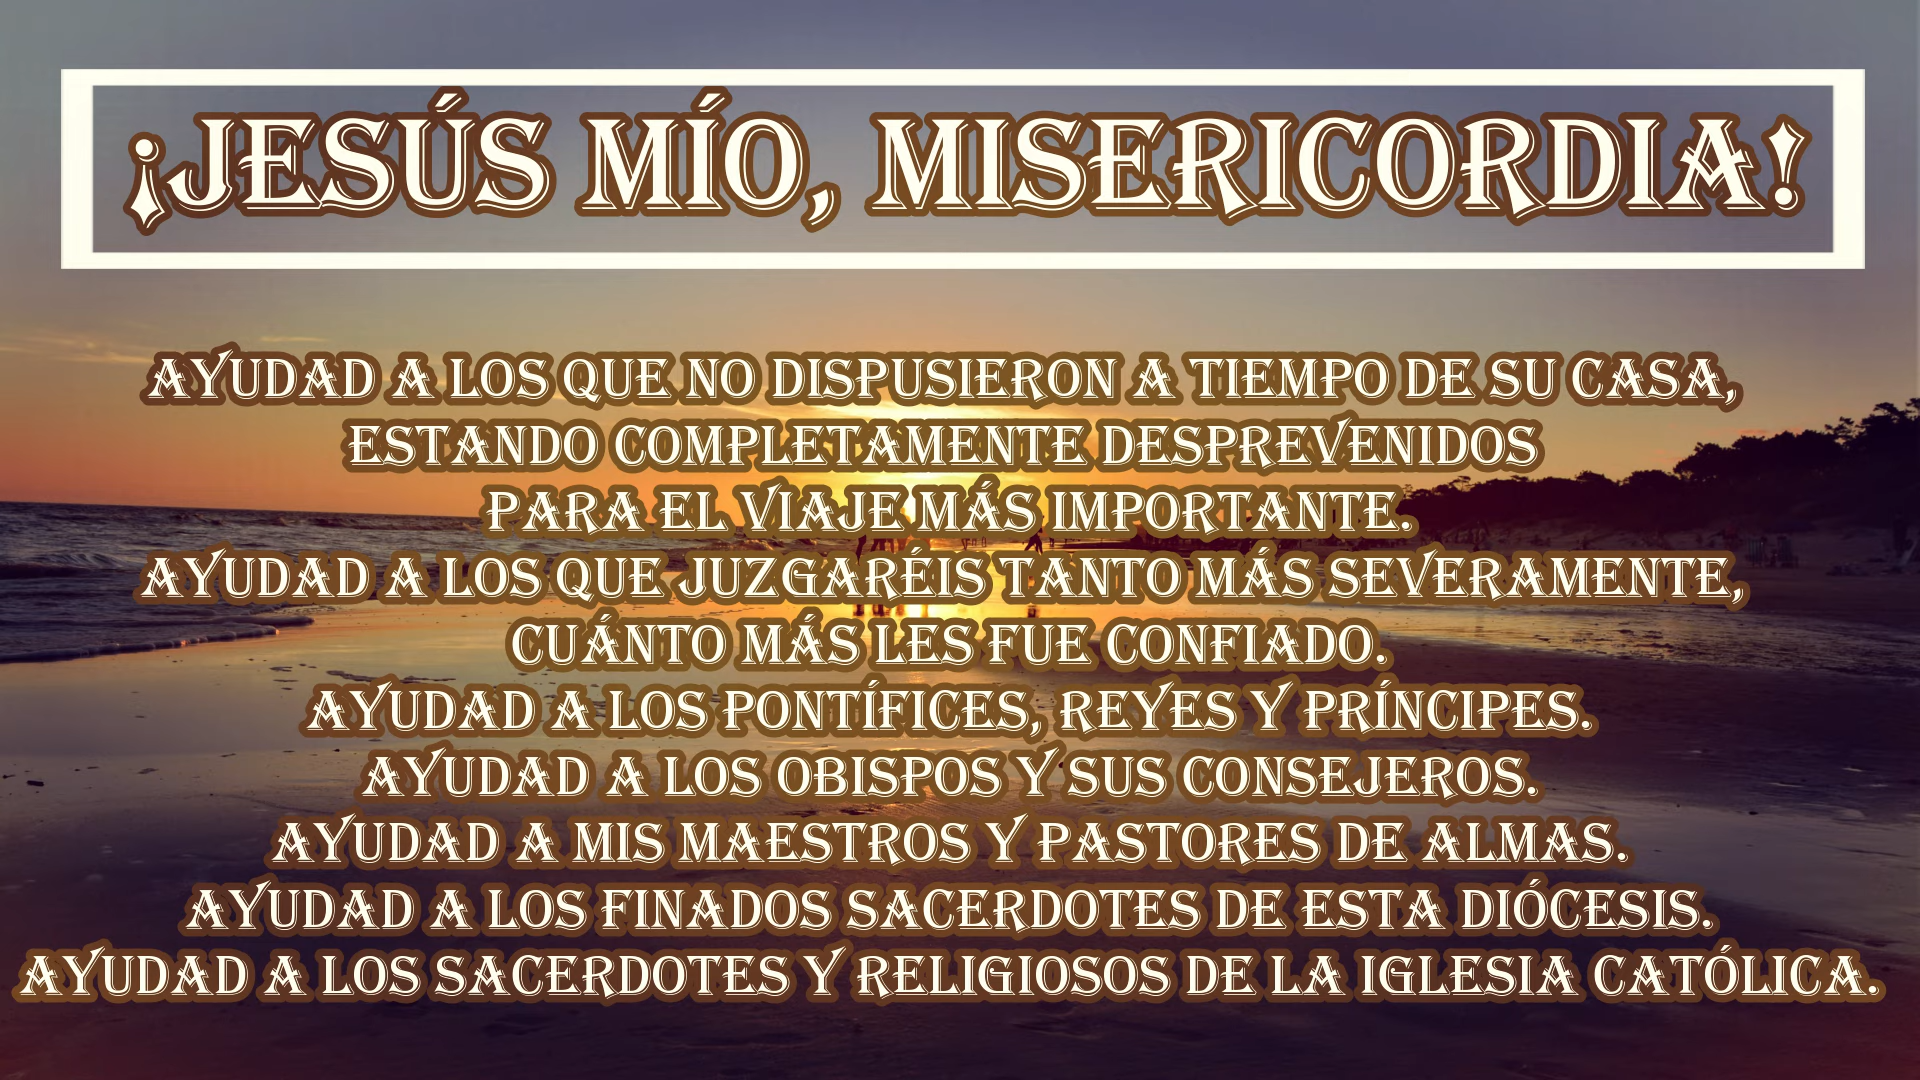 ¡JESÚS MÍO, MISERICORDIA!
AYUDAD A LOS QUE NO DISPUSIERON A TIEMPO DE SU CASA,
ESTANDO COMPLETAMENTE DESPREVENIDOS
PARA EL VIAJE MÁS IMPORTANTE.
AYUDAD A LOS QUE JUZGARÉIS TANTO MÁS SEVERAMENTE,
CUÁNTO MÁS LES FUE CONFIADO.
AYUDAD A LOS PONTÍFICES, REYES Y PRÍNCIPES.
AYUDAD A LOS OBISPOS Y SUS CONSEJEROS.
AYUDAD A MIS MAESTROS Y PASTORES DE ALMAS.
AYUDAD A LOS FINADOS SACERDOTES DE ESTA DIÓCESIS.
AYUDAD A LOS SACERDOTES Y RELIGIOSOS DE LA IGLESIA CATÓLICA.